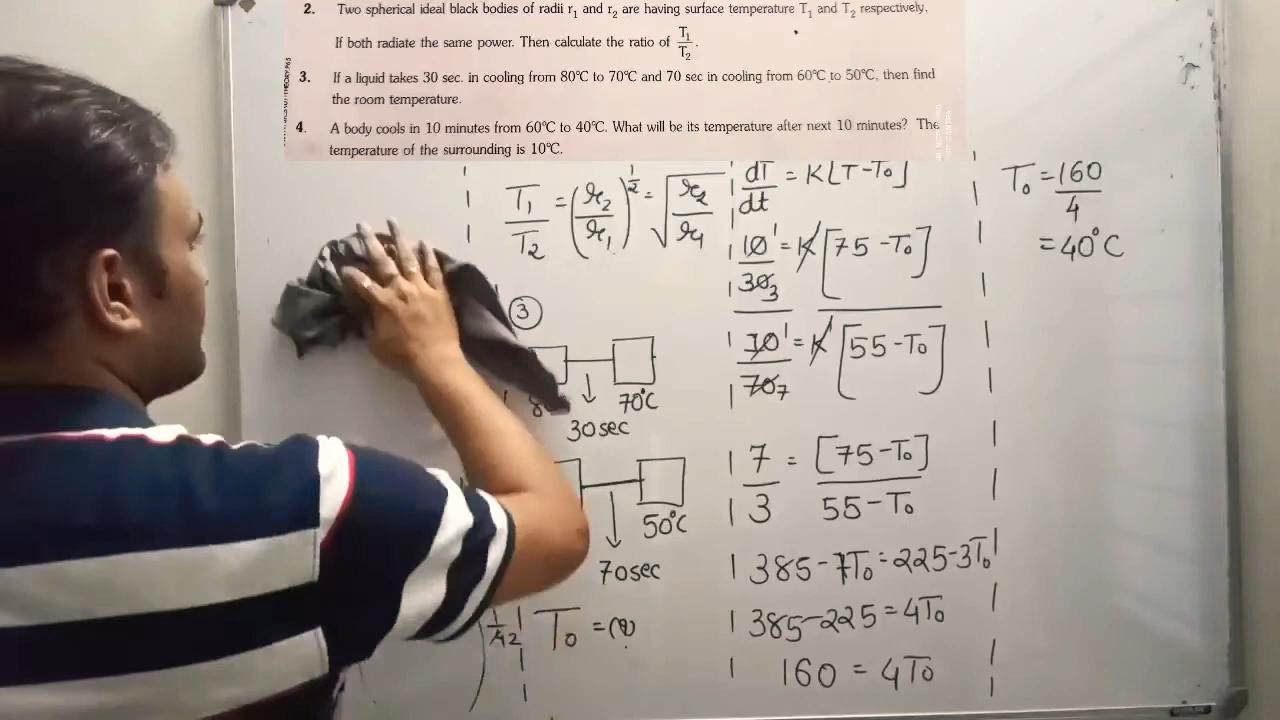 2. Two spherical ideal black bodies of radii r₁ and r₂ are having surface temperature T₁ and T₂ respectively.
If both radiate the same power. Then calculate the ratio of T₁/T₂.
3. If a liquid takes 30 sec. in cooling from 80°C to 70°C and 70 sec in cooling from 60°C to 50°C, then find
the room temperature.
4. A body cools in 10 minutes from 60°C to 40°C. What will be its temperature after next 10 minutes? The
temperature of the surrounding is 10°C.
T₁/T₂ = (r₂/r₁)^1/2 = √(r₂/r₁)
③
70°C
30sec
50°C
70sec
T₀ = (?)
dT/dt = K[T-T₀]
10/30 = K[75-T₀]
10/70 = K[55-T₀]
7/3 = [75-T₀]/55-T₀
385-7T₀=225-3T₀
385-225=4T₀
160 = 4T₀
T₀ = 160/4
= 40°C